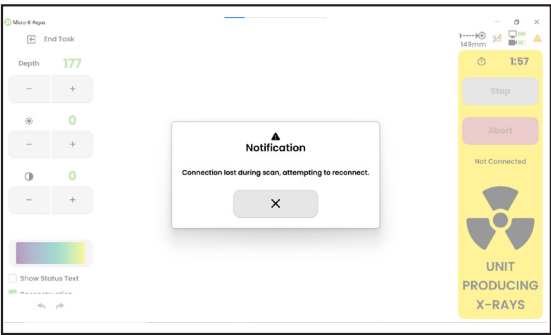 Micro-X Argus
End Task
149mm
Depth 177
1:57
- +
Stop
0
- +
Abort
Notification
Connection lost during scan, attempting to reconnect.
Not Connected
0
- +
UNIT
PRODUCING
X-RAYS
Show Status Text
Reconstruction